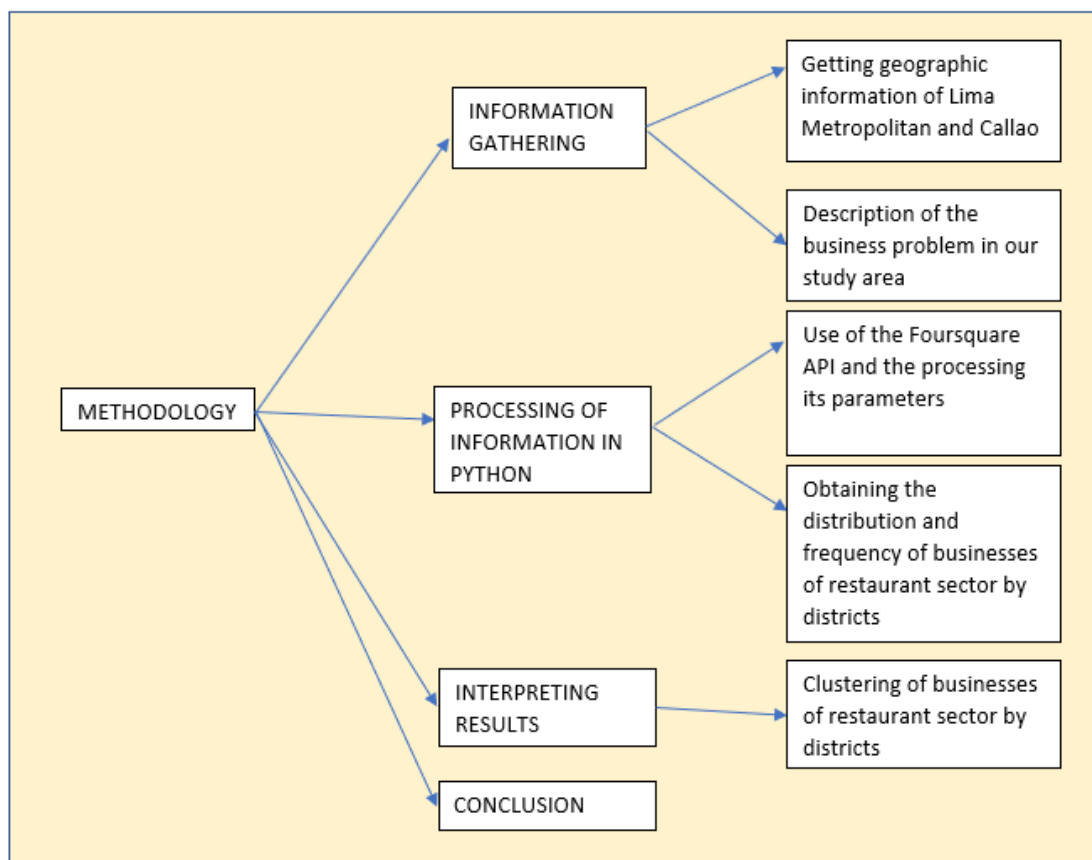 METHODOLOGY
INFORMATION
GATHERING
Getting geographic
information of Lima
Metropolitan and Callao
Description of the
business problem in our
study area
PROCESSING OF
INFORMATION IN
PYTHON
Use of the Foursquare
API and the processing
its parameters
Obtaining the
distribution and
frequency of businesses
of restaurant sector by
districts
INTERPRETING
RESULTS
Clustering of businesses
of restaurant sector by
districts
CONCLUSION